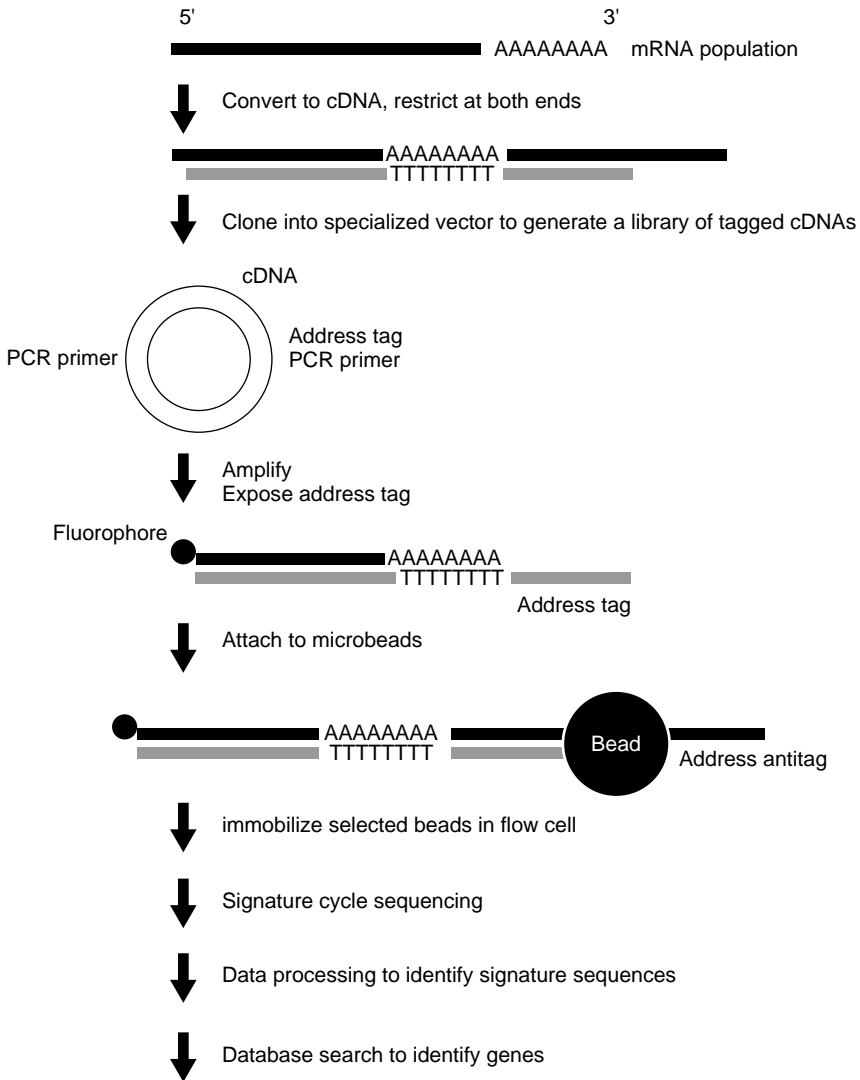 5' 3'
AAAAAAAA mRNA population
Convert to cDNA, restrict at both ends
AAAAAAAA
TTTTTTTT
Clone into specialized vector to generate a library of tagged cDNAs
cDNA
PCR primer
Address tag
PCR primer
Amplify
Expose address tag
Fluorophore
AAAAAAAA
TTTTTTTT
Address tag
Attach to microbeads
AAAAAAAA
TTTTTTTT
Bead
Address antitag
immobilize selected beads in flow cell
Signature cycle sequencing
Data processing to identify signature sequences
Database search to identify genes